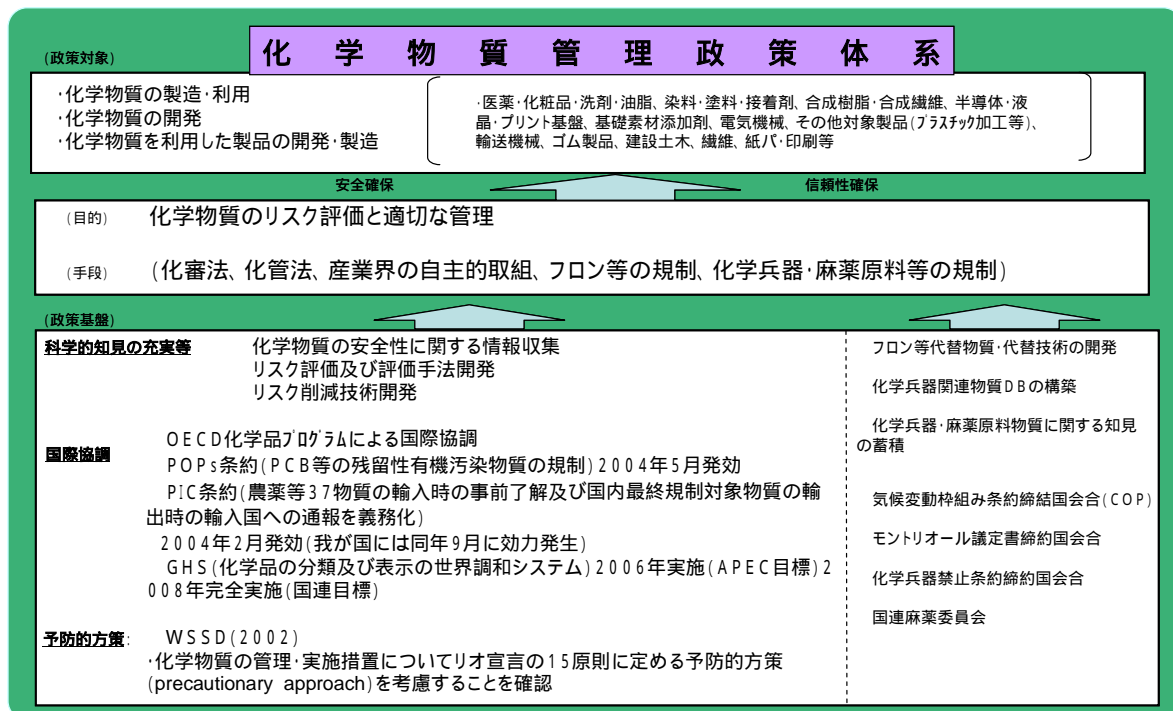 化学物質管理政策体系
(政策対象)
・化学物質の製造・利用
・化学物質の開発
・化学物質を利用した製品の開発・製造
・医薬・化粧品・洗剤・油脂、染料・塗料・接着剤、合成樹脂・合成繊維、半導体・液
晶・プリント基盤、基礎素材添加剤、電気機械、その他対象製品(プラスチック加工等)、
輸送機械、ゴム製品、建設土木、繊維、紙パ・印刷等
安全確保
信頼性確保
(目的) 化学物質のリスク評価と適切な管理
(手段) (化審法、化管法、産業界の自主的取組、フロン等の規制、化学兵器・麻薬原料等の規制)
(政策基盤)
科学的知見の充実等 化学物質の安全性に関する情報収集
リスク評価及び評価手法開発
リスク削減技術開発
国際協調
OECD化学品プログラムによる国際協調
POPs条約(PCB等の残留性有機汚染物質の規制)2004年5月発効
PIC条約(農薬等37物質の輸入時の事前了解及び国内最終規制対象物質の輸
出時の輸入国への通報を義務化)
2004年2月発効(我が国には同年9月に効力発生)
GHS(化学品の分類及び表示の世界調和システム)2006年実施(APEC目標)2
008年完全実施(国連目標)
予防的方策: WSSD(2002)
・化学物質の管理・実施措置についてリオ宣言の15原則に定める予防的方策
(precautionary approach)を考慮することを確認
フロン等代替物質・代替技術の開発
化学兵器関連物質DBの構築
化学兵器・麻薬原料物質に関する知見
の蓄積
気候変動枠組み条約締結国会合(COP)
モントリオール議定書締約国会合
化学兵器禁止条約締約国会合
国連麻薬委員会